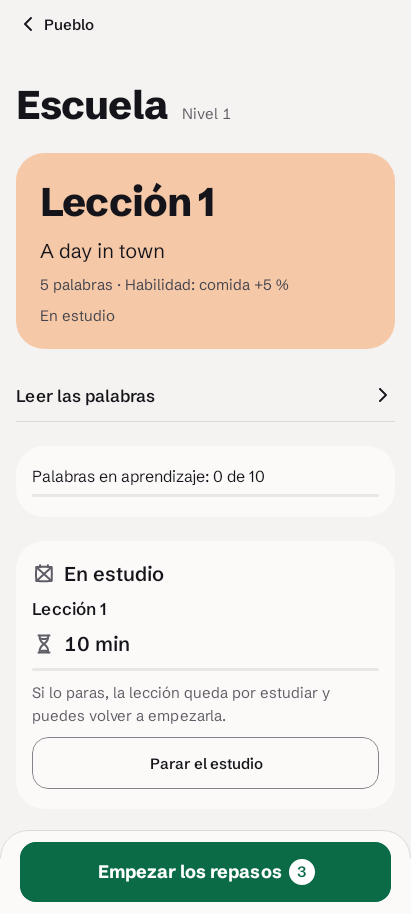 Pueblo
Escuela Nivel 1
Lección 1
A day in town
5 palabras · Habilidad: comida +5 %
En estudio
Leer las palabras
Palabras en aprendizaje: 0 de 10
En estudio
Lección 1
10 min
Si lo paras, la lección queda por estudiar y
puedes volver a empezarla.
Parar el estudio
Empezar los repasos 3